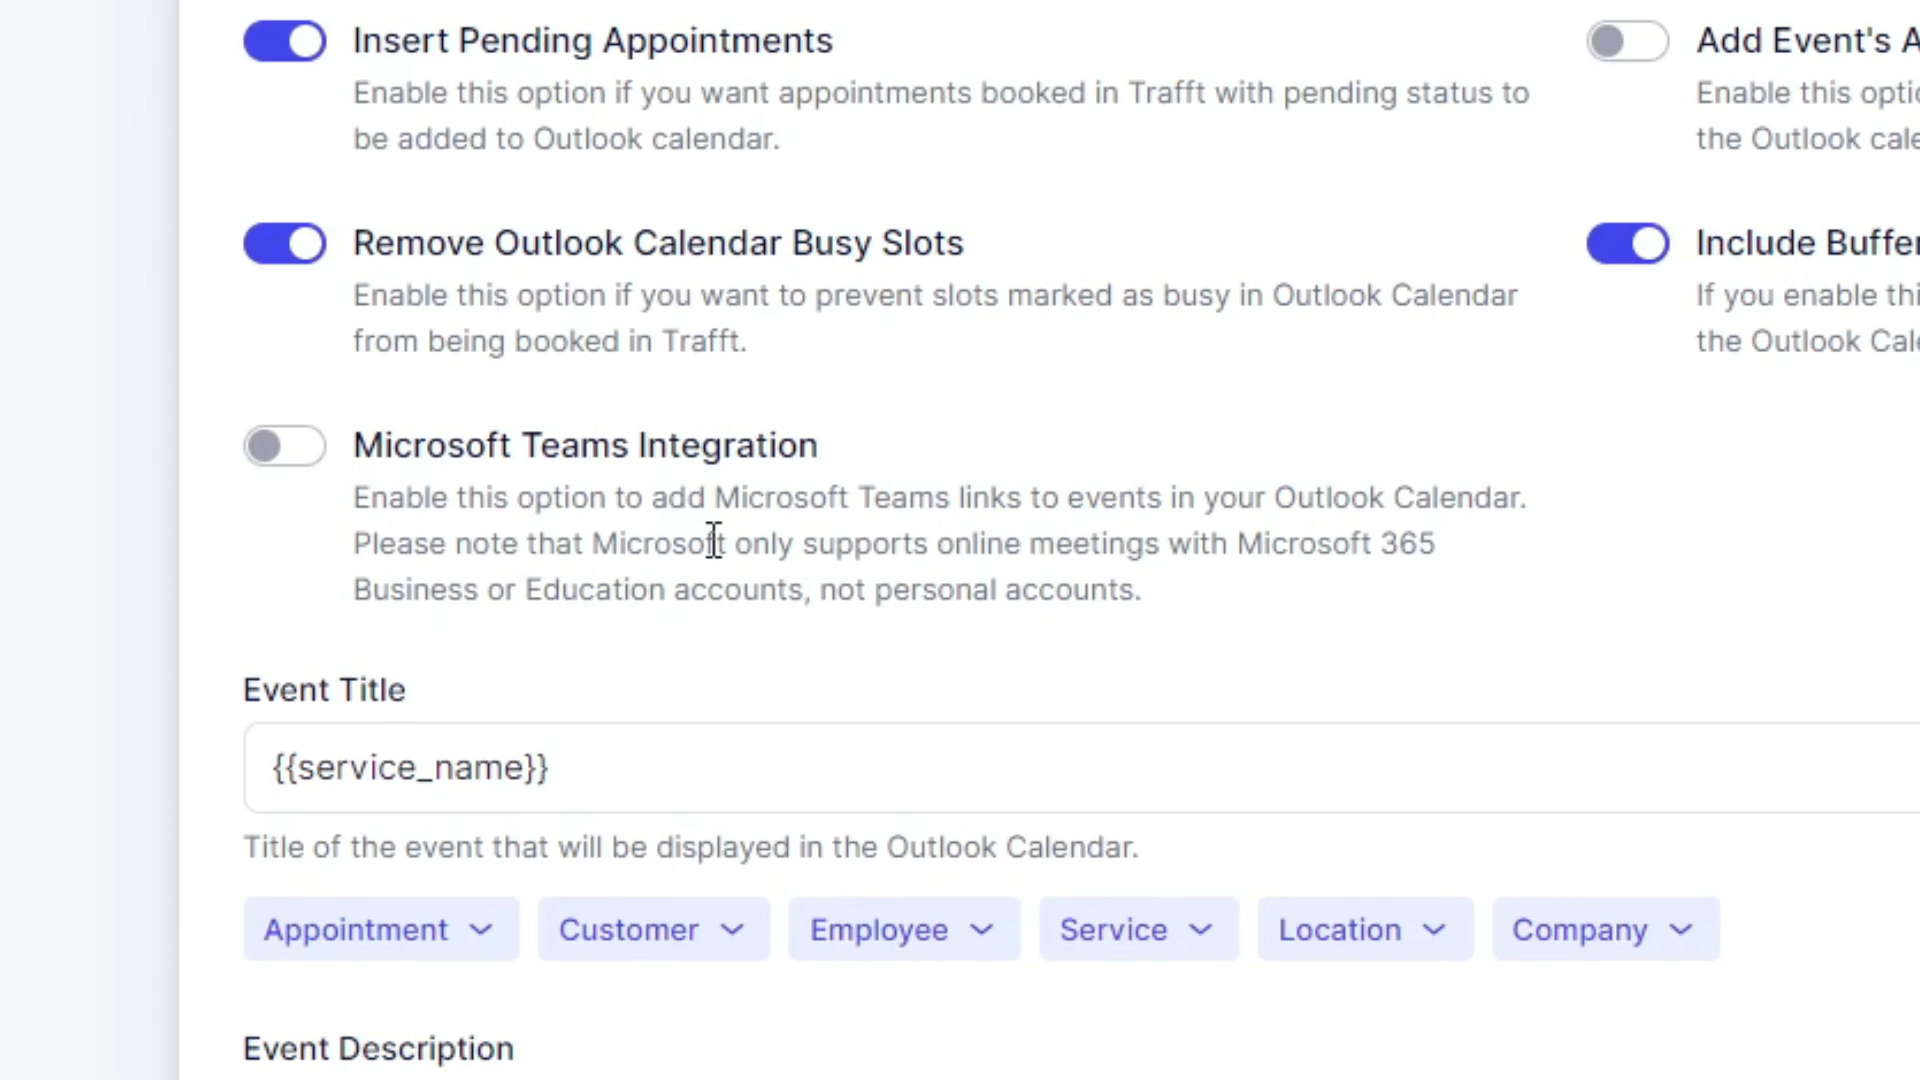 Insert Pending Appointments
Enable this option if you want appointments booked in Trafft with pending status to
be added to Outlook calendar.
Add Event's
Enable this
the Outlook
Remove Outlook Calendar Busy Slots
Enable this option if you want to prevent slots marked as busy in Outlook Calendar
from being booked in Trafft.
Include
If you enable
the Outlook
Microsoft Teams Integration
Enable this option to add Microsoft Teams links to events in your Outlook Calendar.
Please note that Microsoft only supports online meetings with Microsoft 365
Business or Education accounts, not personal accounts.
Event Title
{{service_name}}
Title of the event that will be displayed in the Outlook Calendar.
Appointment Customer Employee Service Location Company
Event Description